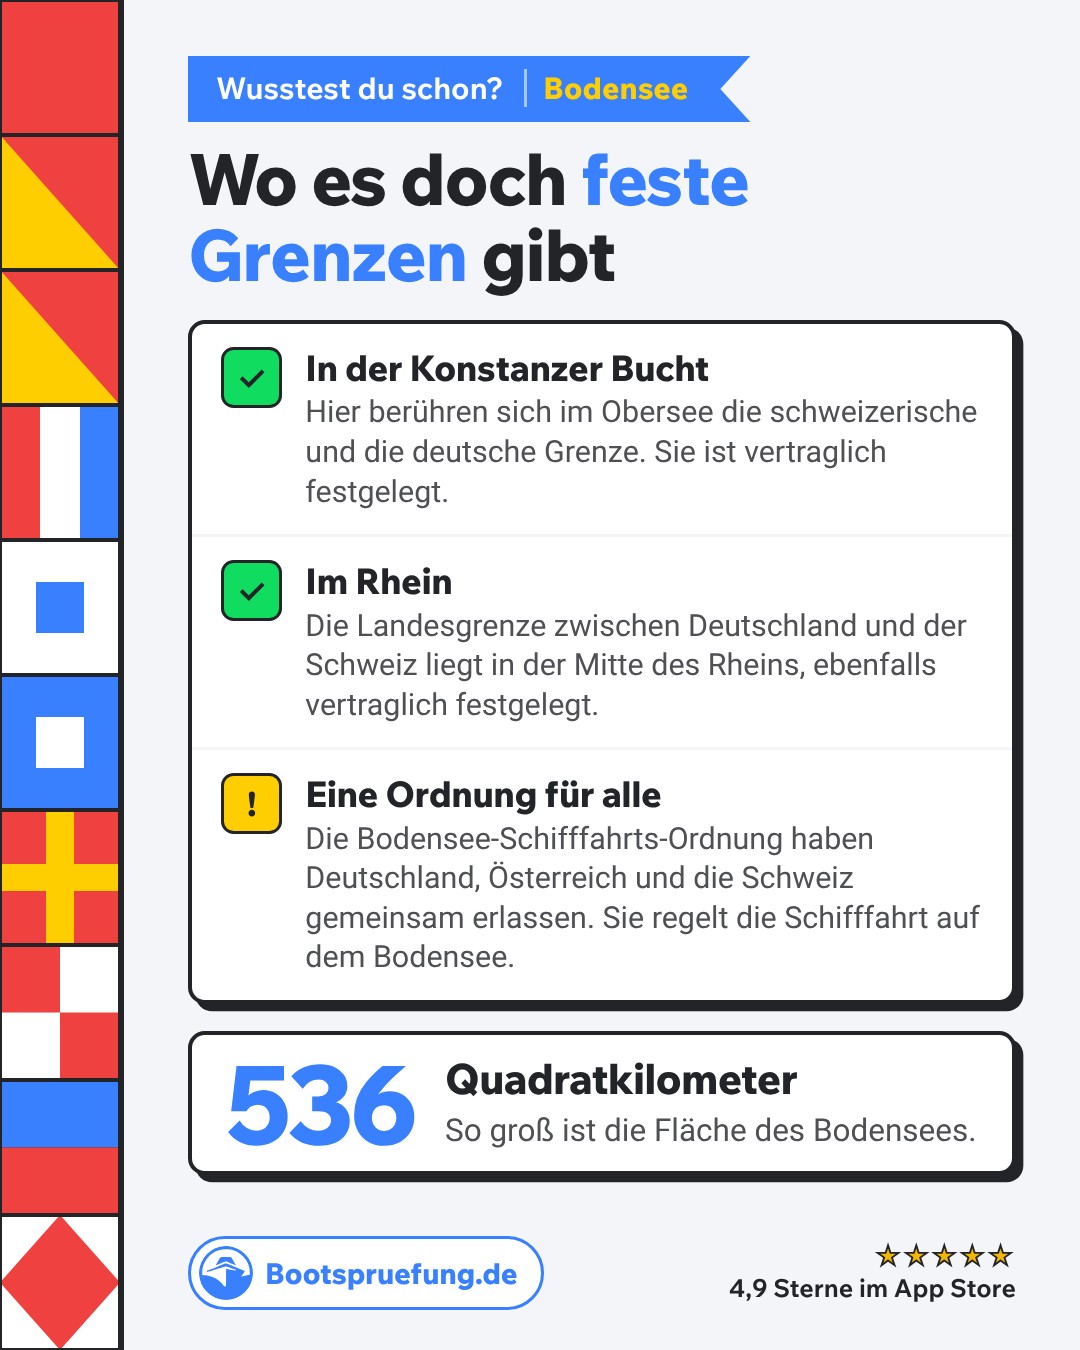 Wusstest du schon? | Bodensee
Wo es doch feste
Grenzen gibt
In der Konstanzer Bucht
Hier berühren sich im Obersee die schweizerische
und die deutsche Grenze. Sie ist vertraglich
festgelegt.
Im Rhein
Die Landesgrenze zwischen Deutschland und der
Schweiz liegt in der Mitte des Rheins, ebenfalls
vertraglich festgelegt.
!
Eine Ordnung für alle
Die Bodensee-Schifffahrts-Ordnung haben
Deutschland, Österreich und die Schweiz
gemeinsam erlassen. Sie regelt die Schifffahrt auf
dem Bodensee.
536
Quadratkilometer
So groß ist die Fläche des Bodensees.
Bootspruefung.de
4,9 Sterne im App Store